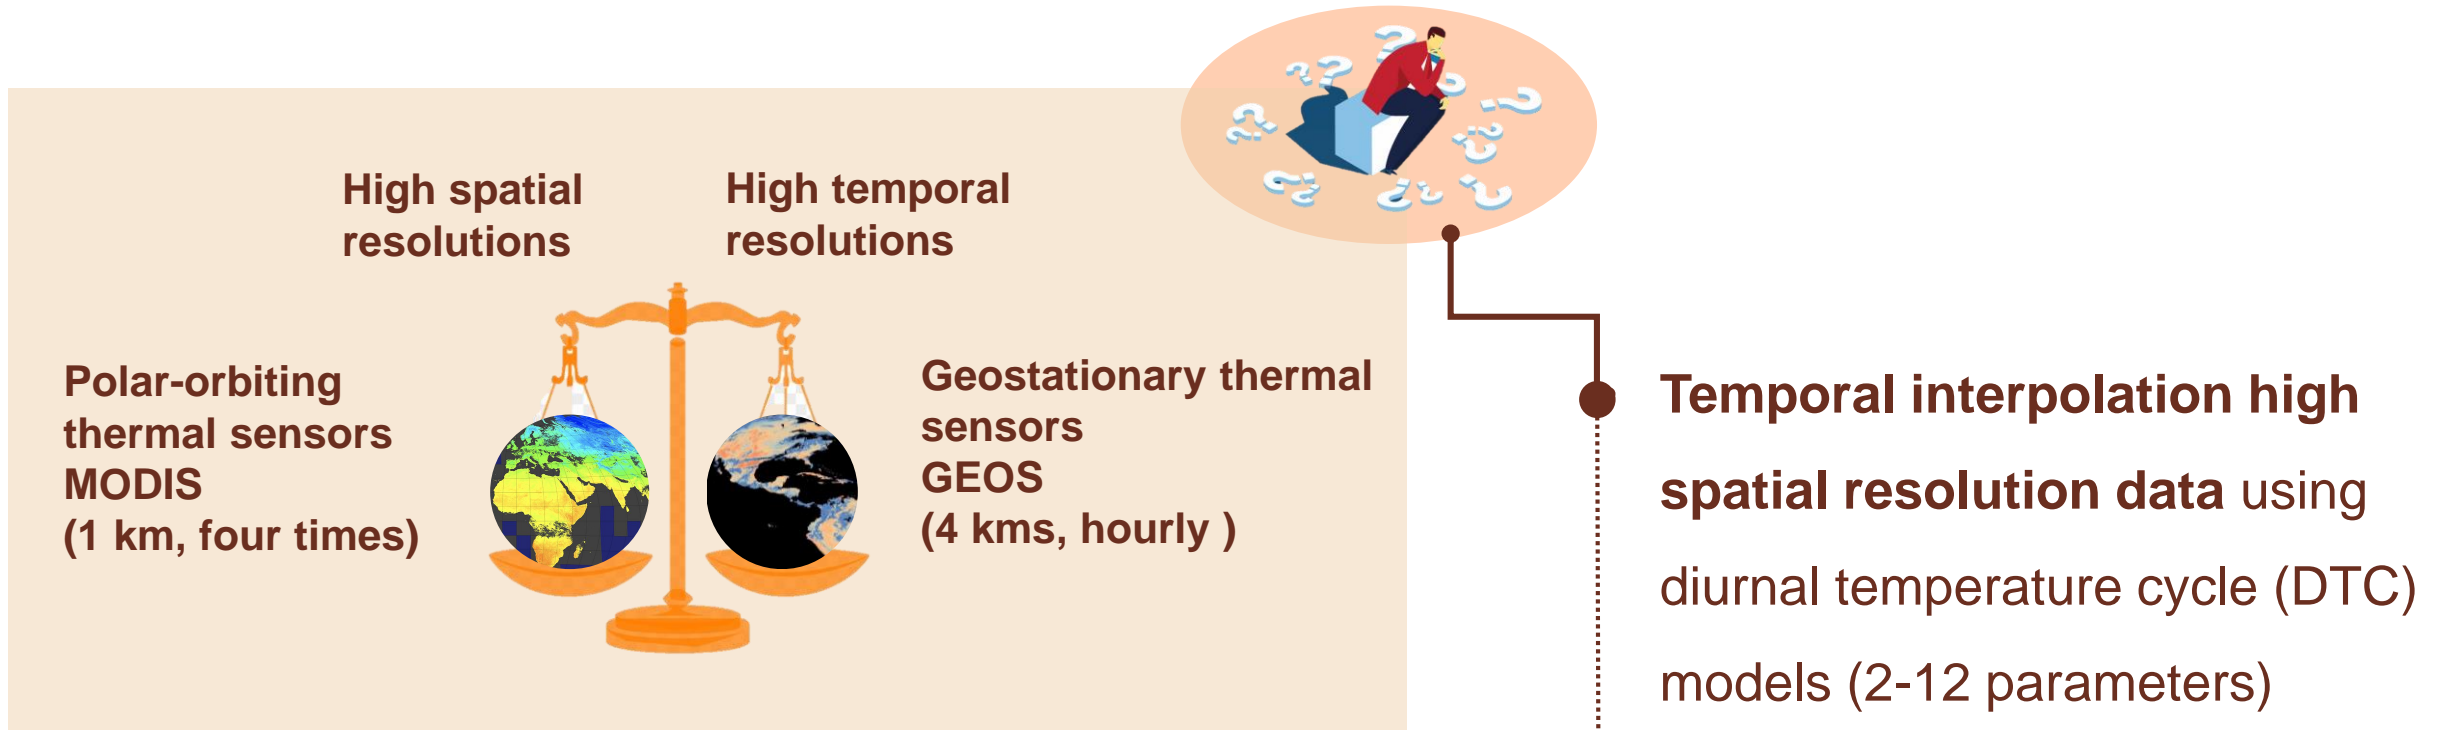 High spatial
resolutions
High temporal
resolutions
Polar-orbiting
thermal sensors
MODIS
(1 km, four times)
Geostationary thermal
sensors
GEOS
(4 kms, hourly )
Temporal interpolation high
spatial resolution data using
diurnal temperature cycle (DTC)
models (2-12 parameters)